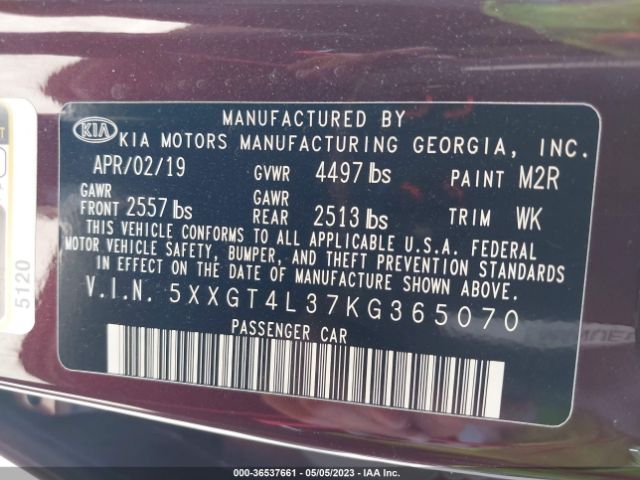 MANUFACTURED BY
KIA KIA MOTORS MANUFACTURING GEORGIA, INC.
APR/02/19 GVWR 4497 lbs PAINT M2R
GAWR FRONT 2557 lbs GAWR REAR 2513 lbs TRIM WK
THIS VEHICLE CONFORMS TO ALL APPLICABLE U.S.A. FEDERAL
MOTOR VEHICLE SAFETY, BUMPER, AND THEFT PREVENTION STANDARDS
IN EFFECT ON THE DATE OF MANUFACTURE SHOWN ABOVE.
V.I.N. 5XXGT4L37KG365070
PASSENGER CAR
5120
000-36537661 - 05/05/2023 - IAA Inc.